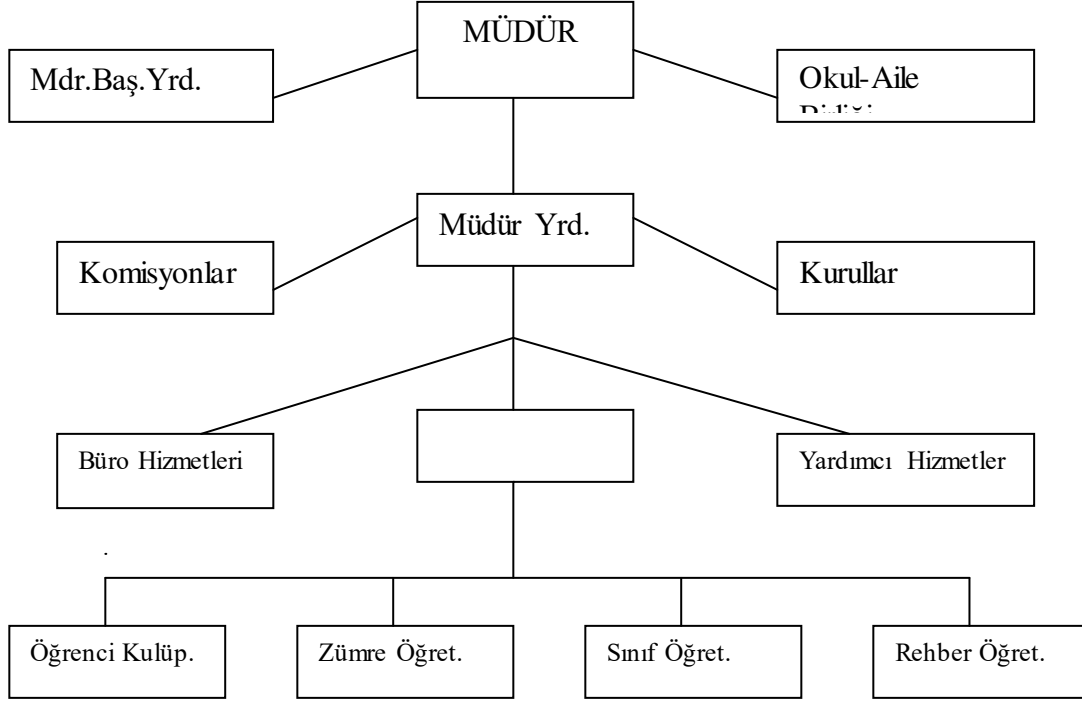 MÜDÜR
Mdr.Baş.Yrd.
Okul-Aile
Müdür Yrd.
Komisyonlar
Kurullar
Büro Hizmetleri
Yardımcı Hizmetler
.
Öğrenci Kulüp.
Zümre Öğret.
Sınıf Öğret.
Rehber Öğret.